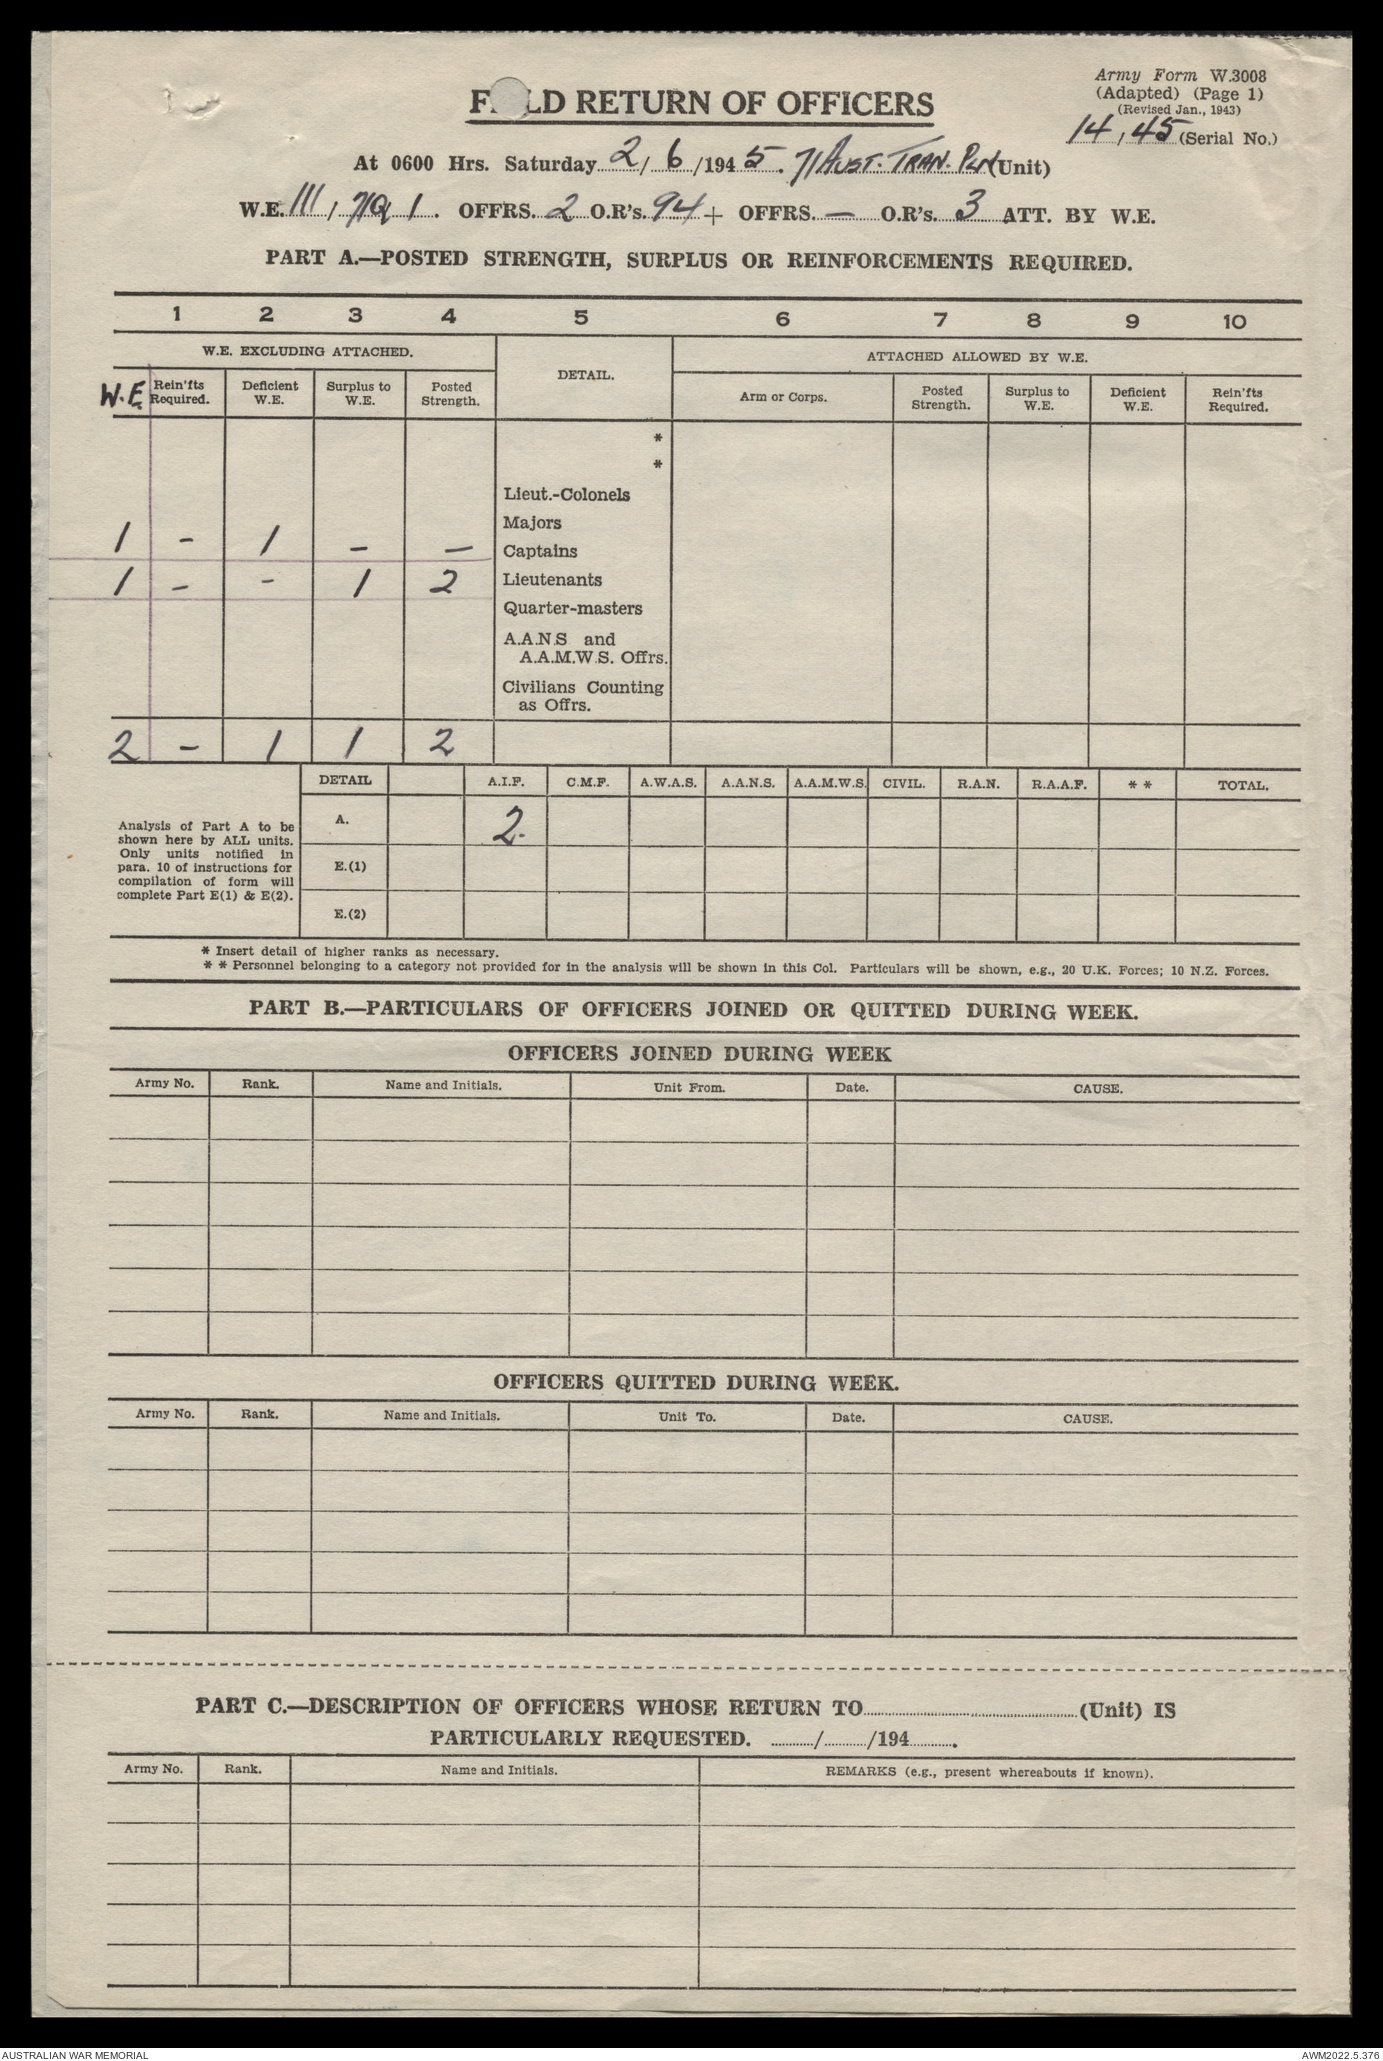 Army Form W.3008
(Adapted) (Page 1)
(Revised Jan., 1943)
14, 45 (Serial No.)
F LD RETURN OF OFFICERS
At 0600 Hrs. Saturday 2/ 6 /1945. 71 AUST. TRAN. PLN (Unit)
W.E. III / 1. OFFRS. 2 O.R's. 94 + OFFRS. — O.R's. 3 ATT. BY W.E.
PART A.—POSTED STRENGTH, SURPLUS OR REINFORCEMENTS REQUIRED.
1 2 3 4 5 6 7 8 9 10
W.E. EXCLUDING ATTACHED. DETAIL. ATTACHED ALLOWED BY W.E.
W.E. Rein'fts Required. Deficient W.E. Surplus to W.E. Posted Strength. Arm or Corps. Posted Strength. Surplus to W.E. Deficient W.E. Rein'fts Required.
*
*
Lieut.-Colonels
Majors
1 - 1 - — Captains
1 - - 1 2 Lieutenants
Quarter-masters
A.A.N.S and
A.A.M.W.S. Offrs.
Civilians Counting
as Offrs.
2 - 1 1 2
DETAIL A.I.F. C.M.F. A.W.A.S. A.A.N.S. A.A.M.W.S. CIVIL. R.A.N. R.A.A.F. * * TOTAL.
Analysis of Part A to be
shown here by ALL units.
Only units notified in
para. 10 of instructions for
compilation of form will
complete Part E(1) & E(2).
A. 2.
E.(1)
E.(2)
* Insert detail of higher ranks as necessary.
* * Personnel belonging to a category not provided for in the analysis will be shown in this Col. Particulars will be shown, e.g., 20 U.K. Forces; 10 N.Z. Forces.
PART B.—PARTICULARS OF OFFICERS JOINED OR QUITTED DURING WEEK.
OFFICERS JOINED DURING WEEK
Army No. Rank. Name and Initials. Unit From. Date. CAUSE.
OFFICERS QUITTED DURING WEEK.
Army No. Rank. Name and Initials. Unit To. Date. CAUSE.
PART C.—DESCRIPTION OF OFFICERS WHOSE RETURN TO (Unit) IS
PARTICULARLY REQUESTED. / /194 .
Army No. Rank. Name and Initials. REMARKS (e.g., present whereabouts if known).
AUSTRALIAN WAR MEMORIAL AWM2022.5.376